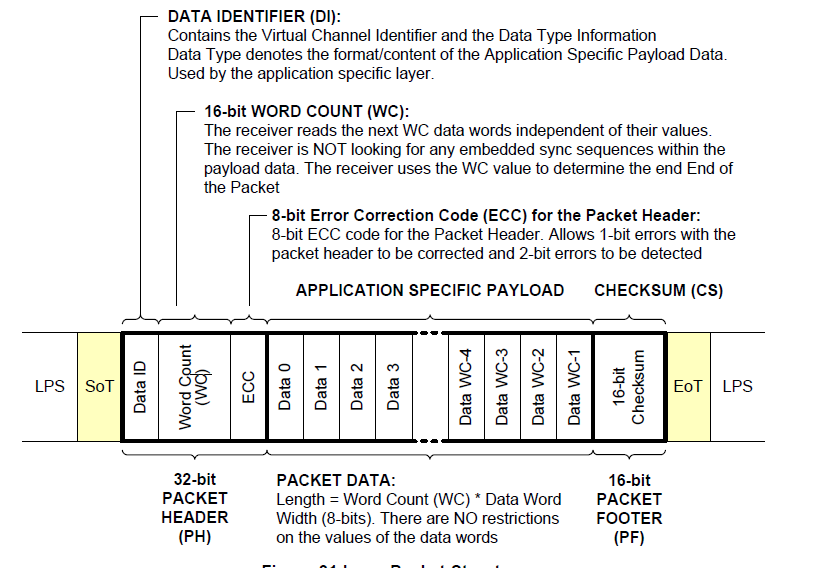 DATA IDENTIFIER (DI):
Contains the Virtual Channel Identifier and the Data Type Information
Data Type denotes the format/content of the Application Specific Payload Data.
Used by the application specific layer.
16-bit WORD COUNT (WC):
The receiver reads the next WC data words independent of their values.
The receiver is NOT looking for any embedded sync sequences within the
payload data. The receiver uses the WC value to determine the end End of
the Packet
8-bit Error Correction Code (ECC) for the Packet Header:
8-bit ECC code for the Packet Header. Allows 1-bit errors with the
packet header to be corrected and 2-bit errors to be detected
APPLICATION SPECIFIC PAYLOAD
CHECKSUM (CS)
LPS
SoT
Data ID
Word Count
(WC)
ECC
Data 0
Data 1
Data 2
Data 3
Data WC-4
Data WC-3
Data WC-2
Data WC-1
16-bit
Checksum
EoT
LPS
32-bit
PACKET
HEADER
(PH)
PACKET DATA:
Length = Word Count (WC) * Data Word
Width (8-bits). There are NO restrictions
on the values of the data words
16-bit
PACKET
FOOTER
(PF)